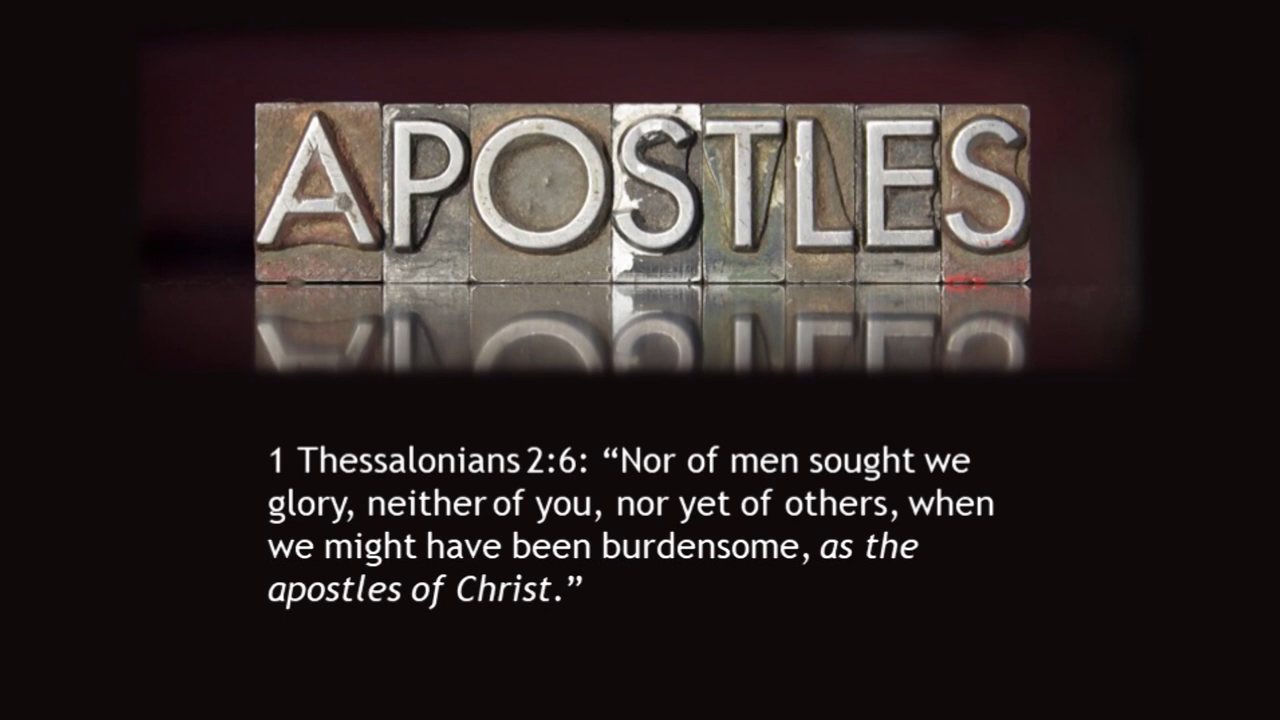 APOSTLES
1 Thessalonians 2:6: “Nor of men sought we
glory, neither of you, nor yet of others, when
we might have been burdensome, as the
apostles of Christ.”